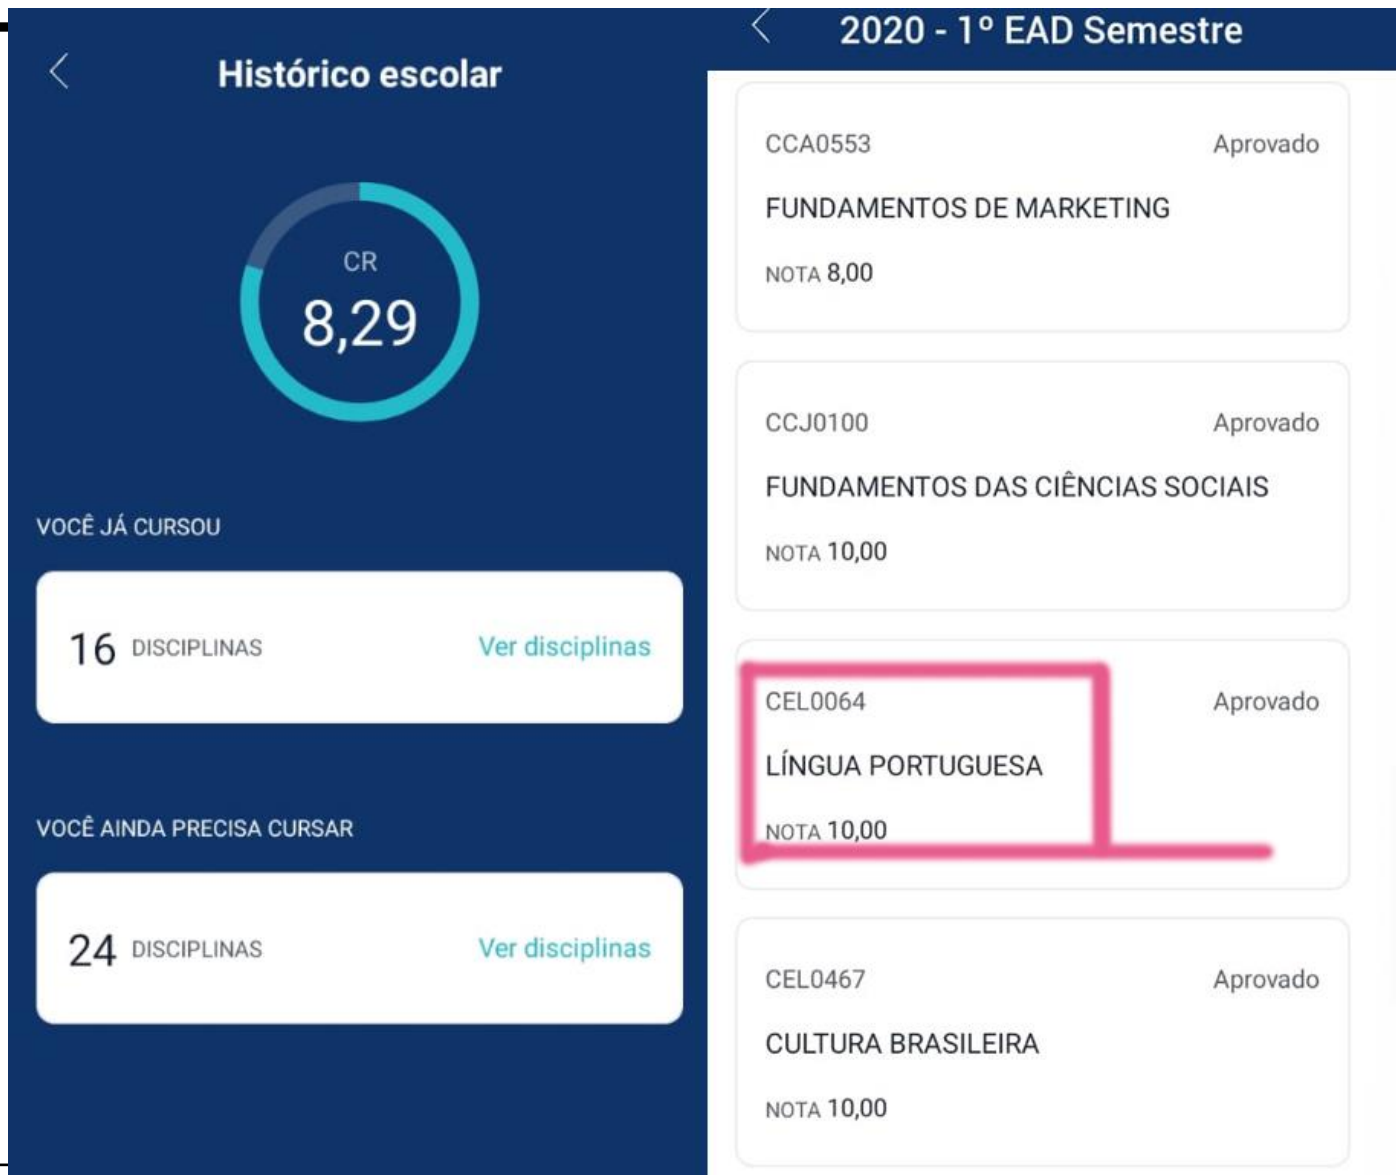 Histórico escolar
CR
8,29
VOCÊ JÁ CURSOU
16 DISCIPLINAS Ver disciplinas
VOCÊ AINDA PRECISA CURSAR
24 DISCIPLINAS Ver disciplinas
2020 - 1º EAD Semestre
CCA0553 Aprovado
FUNDAMENTOS DE MARKETING
NOTA 8,00
CCJ0100 Aprovado
FUNDAMENTOS DAS CIÊNCIAS SOCIAIS
NOTA 10,00
CEL0064 Aprovado
LÍNGUA PORTUGUESA
NOTA 10,00
CEL0467 Aprovado
CULTURA BRASILEIRA
NOTA 10,00